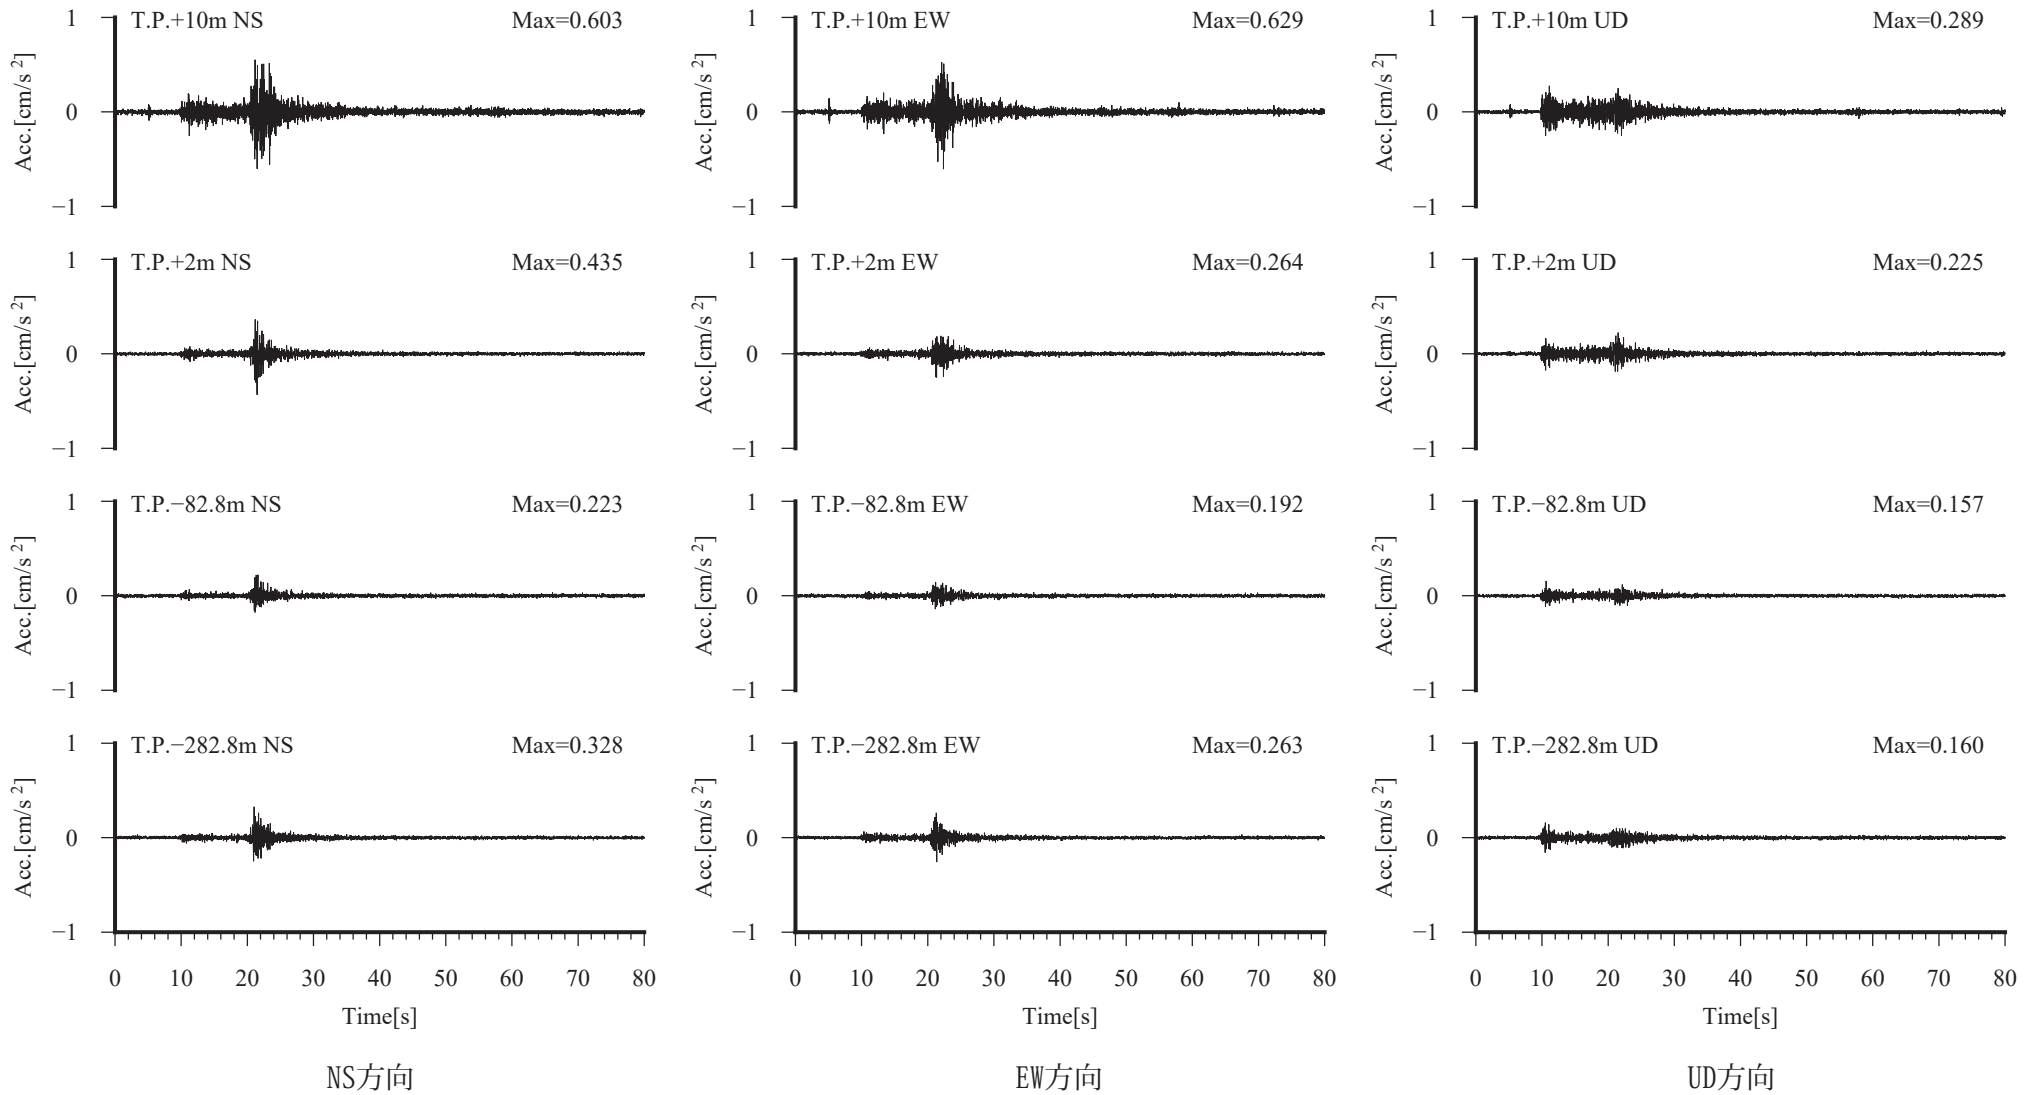 1 T.P.+10m NS Max=0.603
0
−1
Acc.[cm/s²]
1 T.P.+10m EW Max=0.629
0
−1
Acc.[cm/s²]
1 T.P.+10m UD Max=0.289
0
−1
Acc.[cm/s²]
1 T.P.+2m NS Max=0.435
0
−1
Acc.[cm/s²]
1 T.P.+2m EW Max=0.264
0
−1
Acc.[cm/s²]
1 T.P.+2m UD Max=0.225
0
−1
Acc.[cm/s²]
1 T.P.−82.8m NS Max=0.223
0
−1
Acc.[cm/s²]
1 T.P.−82.8m EW Max=0.192
0
−1
Acc.[cm/s²]
1 T.P.−82.8m UD Max=0.157
0
−1
Acc.[cm/s²]
1 T.P.−282.8m NS Max=0.328
0
−1
Acc.[cm/s²]
1 T.P.−282.8m EW Max=0.263
0
−1
Acc.[cm/s²]
1 T.P.−282.8m UD Max=0.160
0
−1
Acc.[cm/s²]
0 10 20 30 40 50 60 70 80
Time[s]
NS方向
0 10 20 30 40 50 60 70 80
Time[s]
EW方向
0 10 20 30 40 50 60 70 80
Time[s]
UD方向